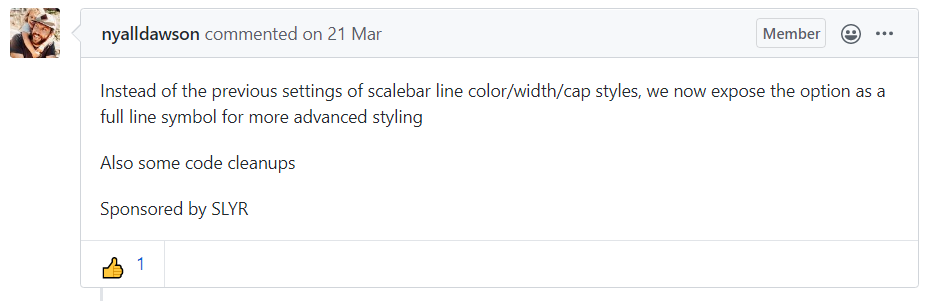 nyalldawson commented on 21 Mar
Member
Instead of the previous settings of scalebar line color/width/cap styles, we now expose the option as a
full line symbol for more advanced styling
Also some code cleanups
Sponsored by SLYR
1